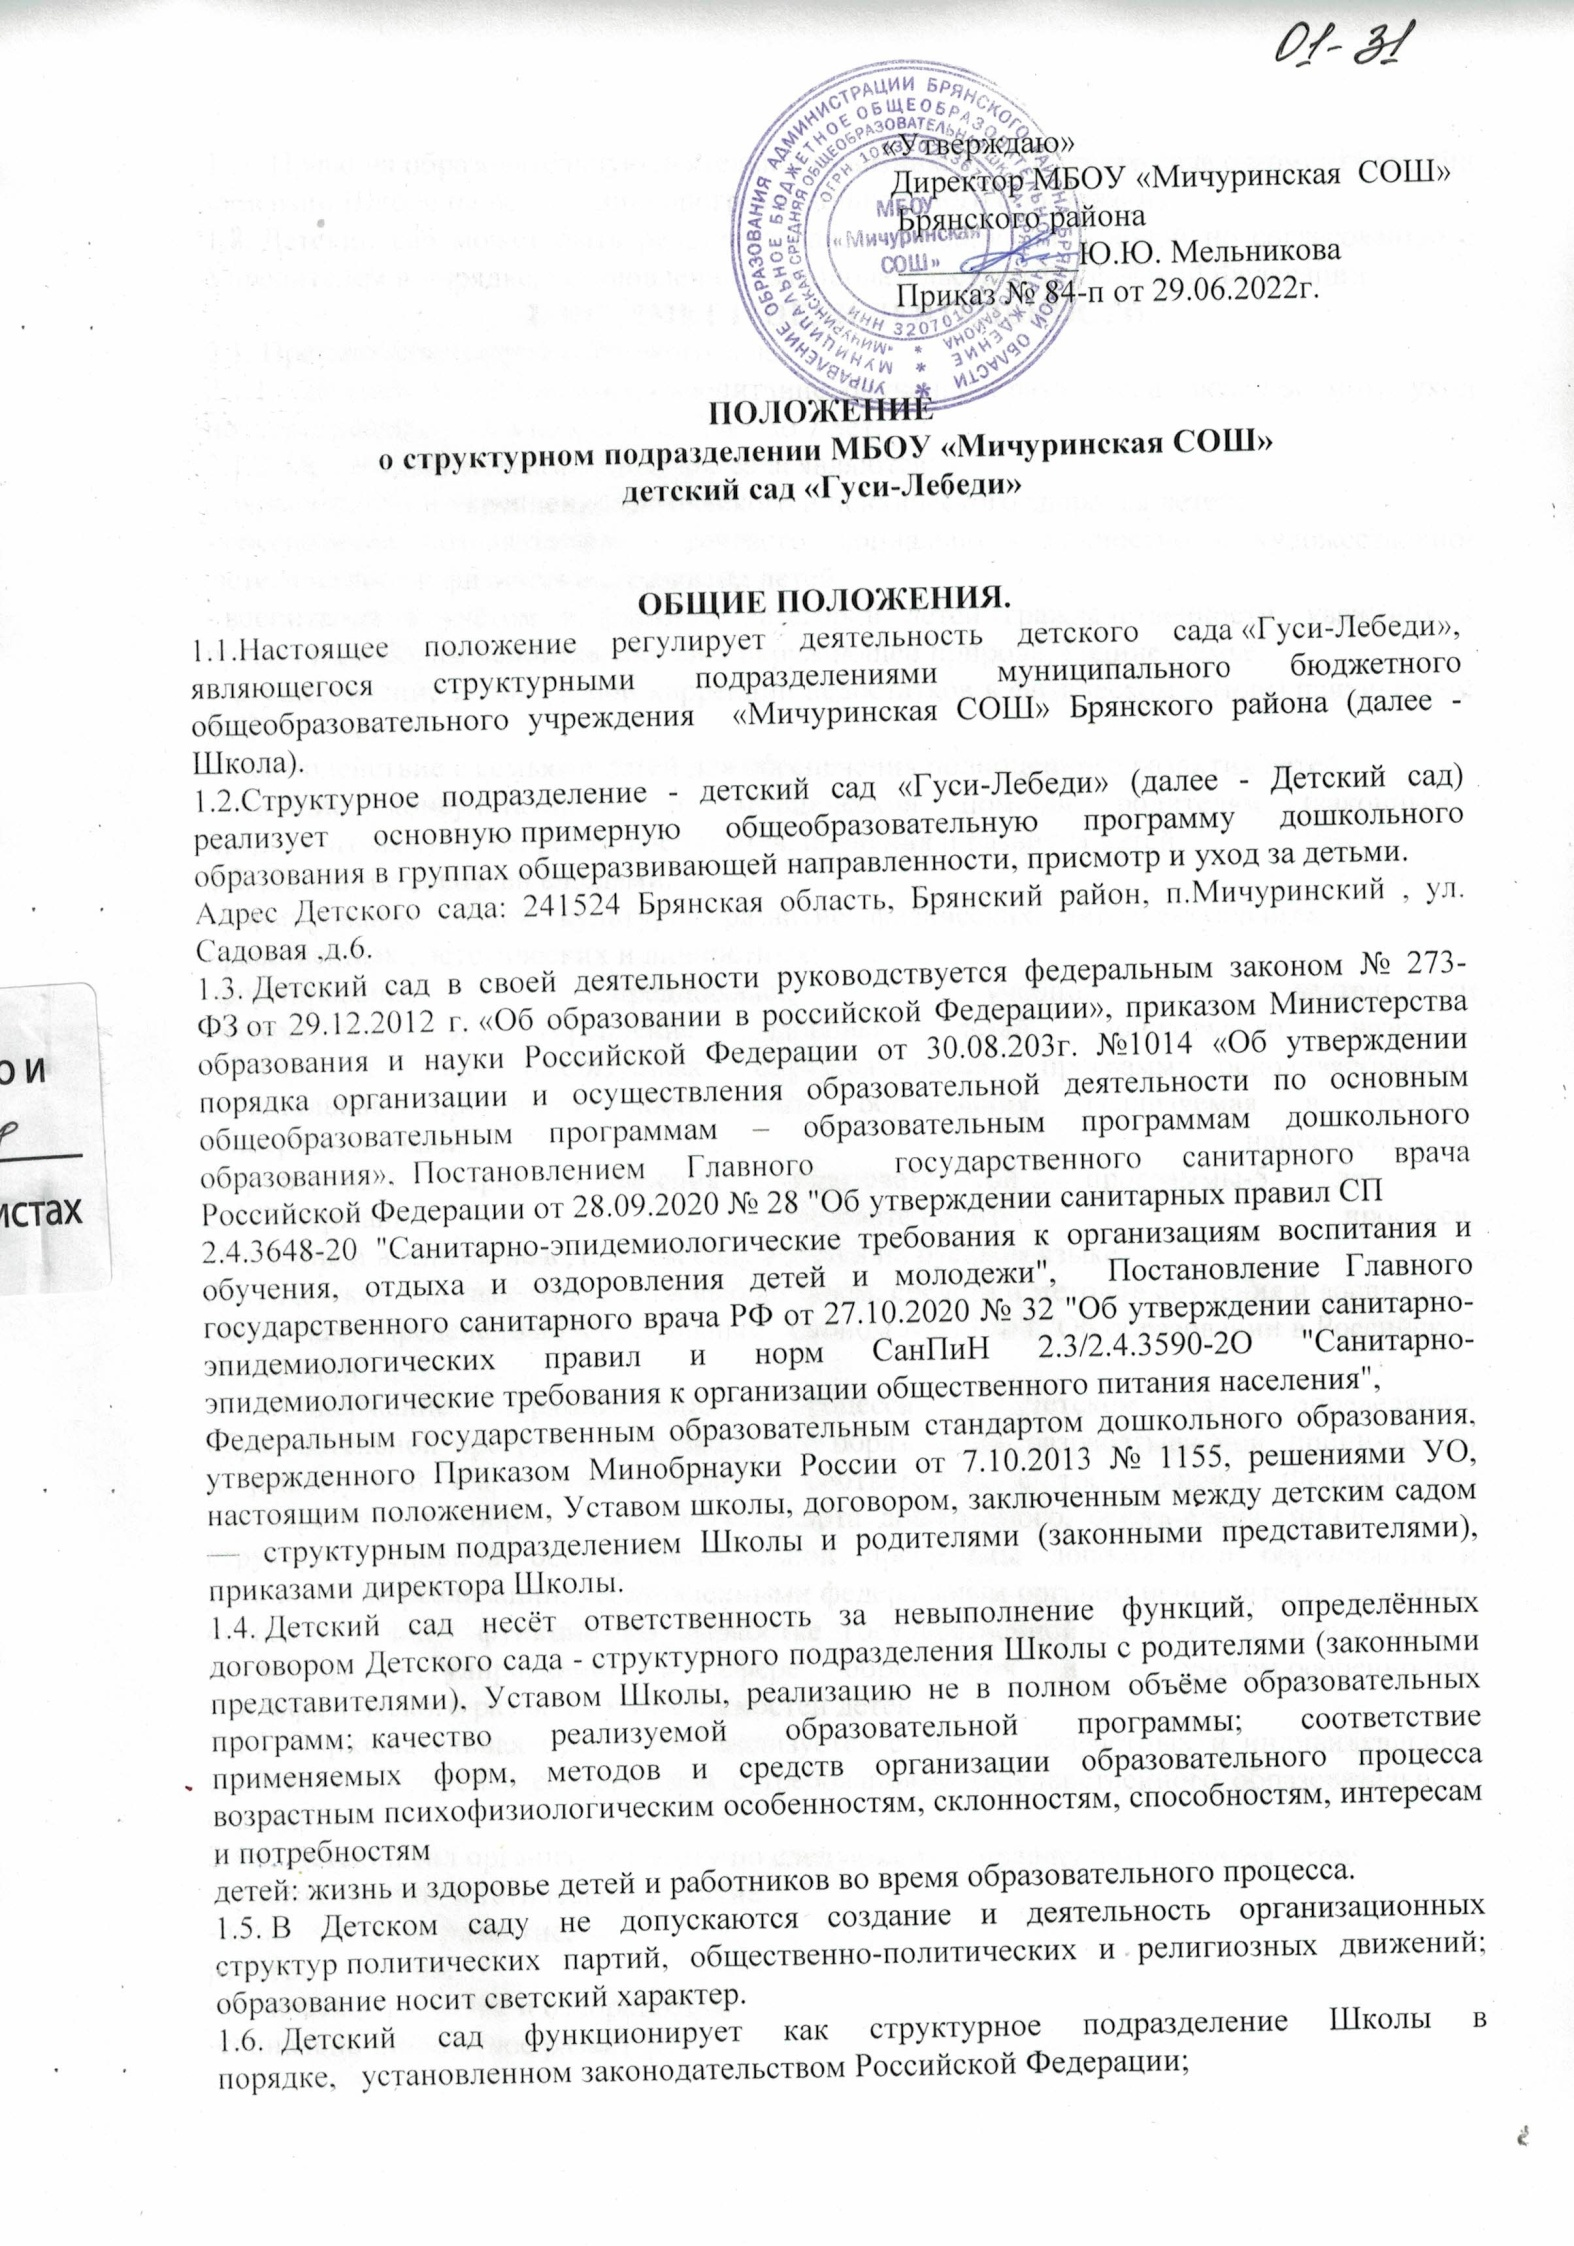 01-31
«Утверждаю»
Директор МБОУ «Мичуринская СОШ»
Брянского района
Ю.Ю. Мельникова
Приказ № 84-п от 29.06.2022г.
МБОУ
«Мичуринская
СОШ»
ПОЛОЖЕНИЕ
о структурном подразделении МБОУ «Мичуринская СОШ»
детский сад «Гуси-Лебеди»
ОБЩИЕ ПОЛОЖЕНИЯ.
1.1.Настоящее положение регулирует деятельность детского сада «Гуси-Лебеди»,
являющегося структурными подразделениями муниципального бюджетного
общеобразовательного учреждения «Мичуринская СОШ» Брянского района (далее -
Школа).
1.2.Структурное подразделение - детский сад «Гуси-Лебеди» (далее - Детский сад)
реализует основную примерную общеобразовательную программу дошкольного
образования в группах общеразвивающей направленности, присмотр и уход за детьми.
Адрес Детского сада: 241524 Брянская область, Брянский район, п.Мичуринский , ул.
Садовая ,д.6.
1.3. Детский сад в своей деятельности руководствуется федеральным законом № 273-
ФЗ от 29.12.2012 г. «Об образовании в российской Федерации», приказом Министерства
образования и науки Российской Федерации от 30.08.203г. №1014 «Об утверждении
порядка организации и осуществления образовательной деятельности по основным
общеобразовательным программам – образовательным программам дошкольного
образования». Постановлением Главного государственного санитарного врача
Российской Федерации от 28.09.2020 № 28 "Об утверждении санитарных правил СП
2.4.3648-20 "Санитарно-эпидемиологические требования к организациям воспитания и
обучения, отдыха и оздоровления детей и молодежи", Постановление Главного
государственного санитарного врача РФ от 27.10.2020 № 32 "Об утверждении санитарно-
эпидемиологических правил и норм СанПиН 2.3/2.4.3590-2О "Санитарно-
эпидемиологические требования к организации общественного питания населения",
Федеральным государственным образовательным стандартом дошкольного образования,
утвержденного Приказом Минобрнауки России от 7.10.2013 № 1155, решениями УО,
настоящим положением, Уставом школы, договором, заключенным между детским садом
— структурным подразделением Школы и родителями (законными представителями),
приказами директора Школы.
1.4. Детский сад несёт ответственность за невыполнение функций, определённых
договором Детского сада - структурного подразделения Школы с родителями (законными
представителями), Уставом Школы, реализацию не в полном объёме образовательных
программ; качество реализуемой образовательной программы; соответствие
применяемых форм, методов и средств организации образовательного процесса
возрастным психофизиологическим особенностям, склонностям, способностям, интересам
и потребностям
детей: жизнь и здоровье детей и работников во время образовательного процесса.
1.5. В Детском саду не допускаются создание и деятельность организационных
структур политических партий, общественно-политических и религиозных движений;
образование носит светский характер.
1.6. Детский сад функционирует как структурное подразделение Школы в
порядке, установленном законодательством Российской Федерации;
о и
истах